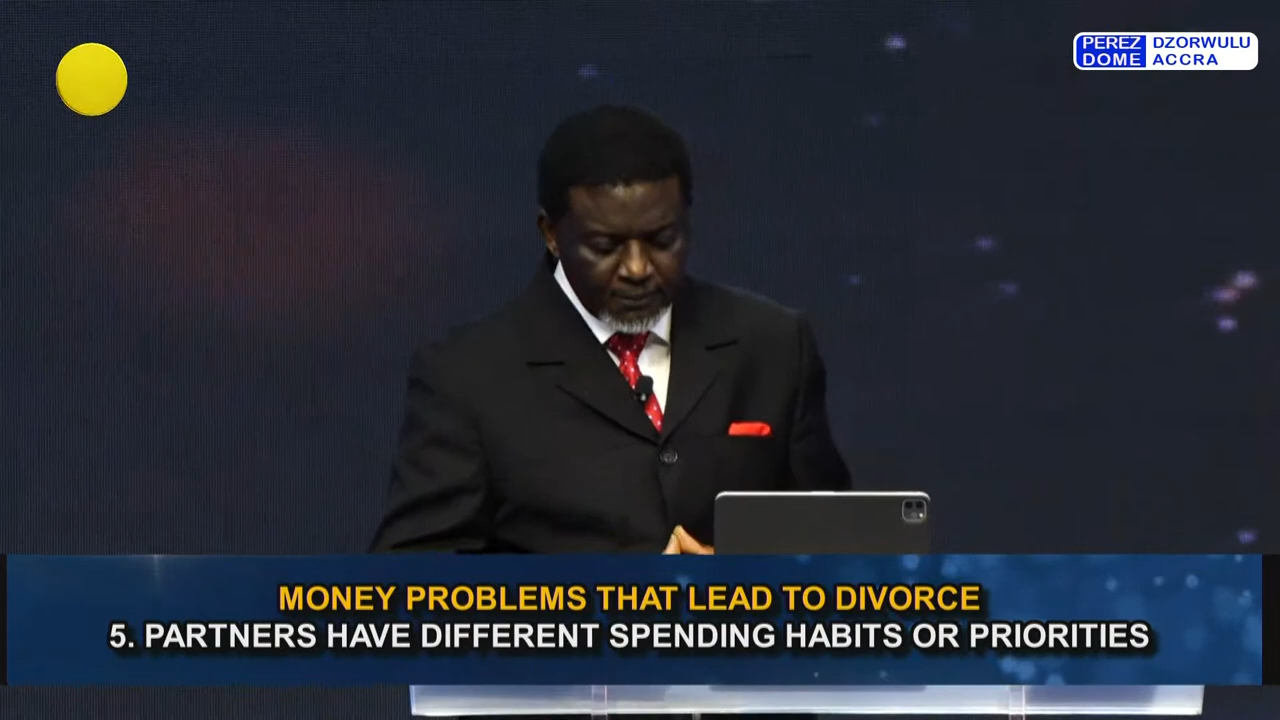 PEREZ DOME
DZORWULU ACCRA
MONEY PROBLEMS THAT LEAD TO DIVORCE
5. PARTNERS HAVE DIFFERENT SPENDING HABITS OR PRIORITIES